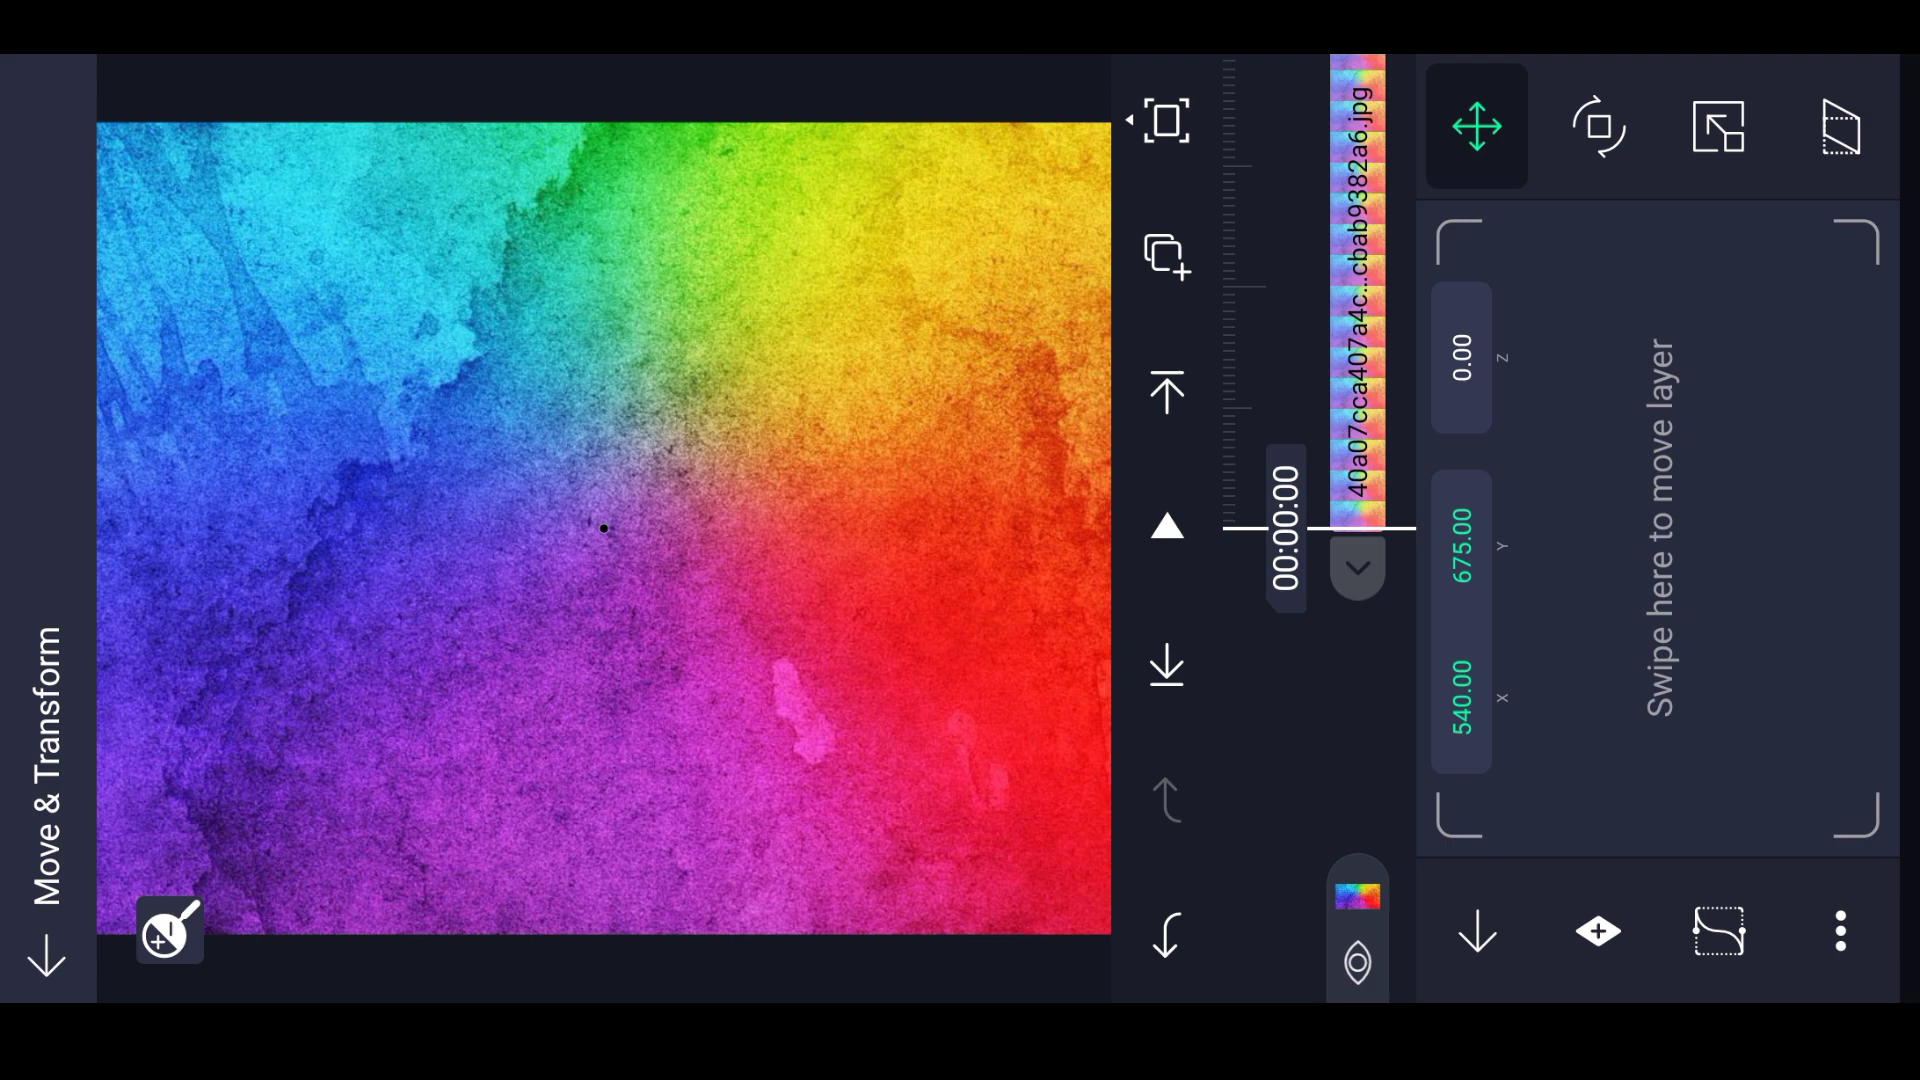 Move & Transform
00:00:00
40a07cca407a4c...cbab9382a6.jpg
540.00
X
675.00
Y
0.00
Z
Swipe here to move layer